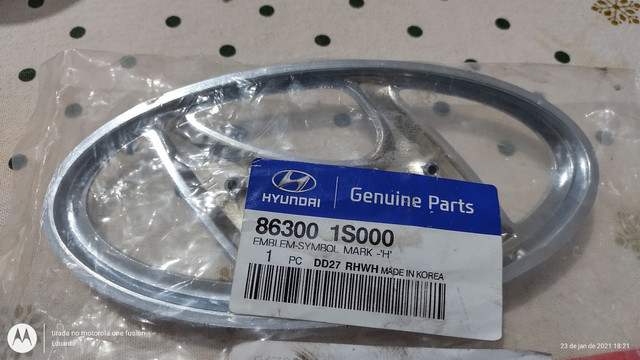 HYUNDAI
Genuine Parts
86300 1S000
EMBLEM-SYMBOL MARK -'H'
1 PC DD27 RHWH MADE IN KOREA
tirada no motorola one fusion
Eduardo
23 de jan de 2021 18:21